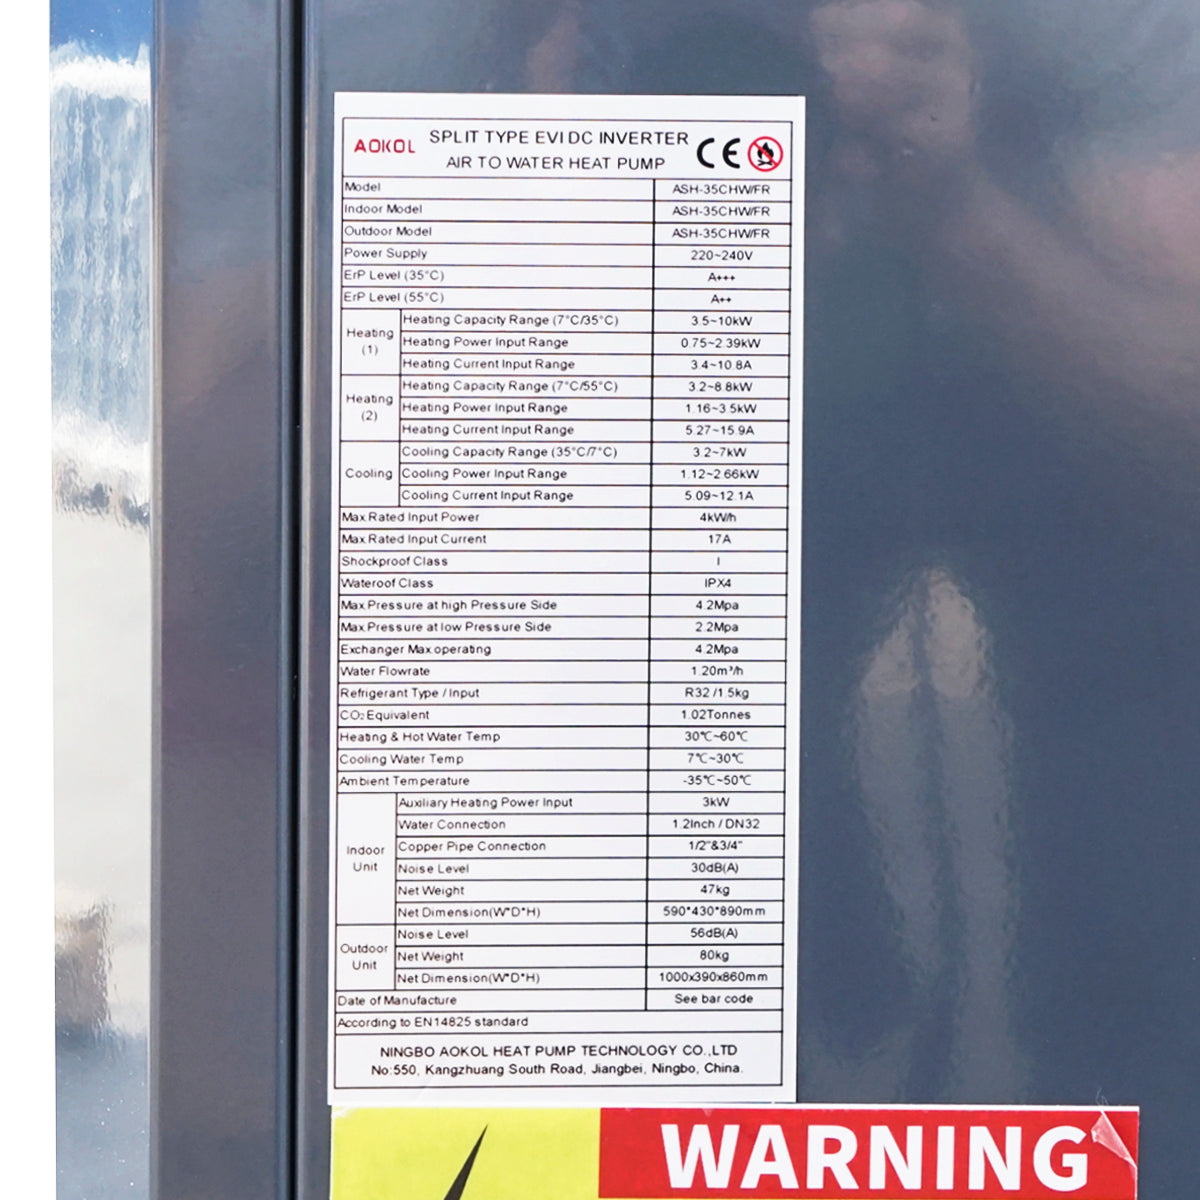 AOKOL
SPLIT TYPE EVI DC INVERTER
AIR TO WATER HEAT PUMP
CE
Model ASH-35CHW/FR
Indoor Model ASH-35CHW/FR
Outdoor Model ASH-35CHW/FR
Power Supply 220~240V
ErP Level (35°C) A+++
ErP Level (55°C) A++
Heating (1)
Heating Capacity Range (7°C/35°C) 3.5~10kW
Heating Power Input Range 0.75~2.39kW
Heating Current Input Range 3.4~10.8A
Heating (2)
Heating Capacity Range (7°C/55°C) 3.2~8.8kW
Heating Power Input Range 1.16~3.5kW
Heating Current Input Range 5.27~15.9A
Cooling
Cooling Capacity Range (35°C/7°C) 3.2~7kW
Cooling Power Input Range 1.12~2.66kW
Cooling Current Input Range 5.09~12.1A
Max Rated Input Power 4kW/h
Max Rated Input Current 17A
Shockproof Class I
Wateroof Class IPX4
Max Pressure at high Pressure Side 4.2Mpa
Max Pressure at low Pressure Side 2.2Mpa
Exchanger Max operating 4.2Mpa
Water Flowrate 1.20m³/h
Refrigerant Type / Input R32 /1.5kg
CO₂ Equivalent 1.02Tonnes
Heating & Hot Water Temp 30℃~60℃
Cooling Water Temp 7℃~30℃
Ambient Temperature -35℃~50℃
Indoor Unit
Auxiliary Heating Power Input 3kW
Water Connection 1.2Inch / DN32
Copper Pipe Connection 1/2"&3/4"
Noise Level 30dB(A)
Net Weight 47kg
Net Dimension(W*D*H) 590*430*890mm
Outdoor Unit
Noise Level 56dB(A)
Net Weight 80kg
Net Dimension(W*D*H) 1000x390x860mm
Date of Manufacture See bar code
According to EN14825 standard
NINGBO AOKOL HEAT PUMP TECHNOLOGY CO.,LTD
No:550, Kangzhuang South Road, Jiangbei, Ningbo, China.
WARNING